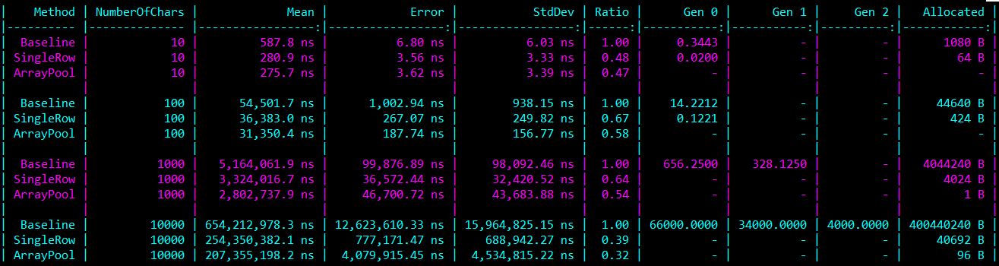 | Method | NumberOfChars | Mean | Error | StdDev | Ratio | Gen 0 | Gen 1 | Gen 2 | Allocated |
|---------- |-------------- |-----------------:|----------------:|----------------:|------:|-----------:|-----------:|----------:|------------:|
| Baseline | 10 | 587.8 ns | 6.80 ns | 6.03 ns | 1.00 | 0.3443 | - | - | 1080 B |
| SingleRow | 10 | 280.9 ns | 3.56 ns | 3.33 ns | 0.48 | 0.0200 | - | - | 64 B |
| ArrayPool | 10 | 275.7 ns | 3.62 ns | 3.39 ns | 0.47 | - | - | - | - |
| | | | | | | | | | |
| Baseline | 100 | 54,501.7 ns | 1,002.94 ns | 938.15 ns | 1.00 | 14.2212 | - | - | 44640 B |
| SingleRow | 100 | 36,383.0 ns | 267.07 ns | 249.82 ns | 0.67 | 0.1221 | - | - | 424 B |
| ArrayPool | 100 | 31,350.4 ns | 187.74 ns | 156.77 ns | 0.58 | - | - | - | - |
| | | | | | | | | | |
| Baseline | 1000 | 5,164,061.9 ns | 99,876.89 ns | 98,092.46 ns | 1.00 | 656.2500 | 328.1250 | - | 4044240 B |
| SingleRow | 1000 | 3,324,016.7 ns | 36,572.44 ns | 32,420.52 ns | 0.64 | - | - | - | 4024 B |
| ArrayPool | 1000 | 2,802,737.9 ns | 46,700.72 ns | 43,683.88 ns | 0.54 | - | - | - | 1 B |
| | | | | | | | | | |
| Baseline | 10000 | 654,212,978.3 ns | 12,623,610.33 ns | 15,964,825.15 ns | 1.00 | 66000.0000 | 34000.0000 | 4000.0000 | 400440240 B |
| SingleRow | 10000 | 254,350,382.1 ns | 777,171.47 ns | 688,942.27 ns | 0.39 | - | - | - | 40692 B |
| ArrayPool | 10000 | 207,355,198.2 ns | 4,079,915.45 ns | 4,534,815.22 ns | 0.32 | - | - | - | 96 B |